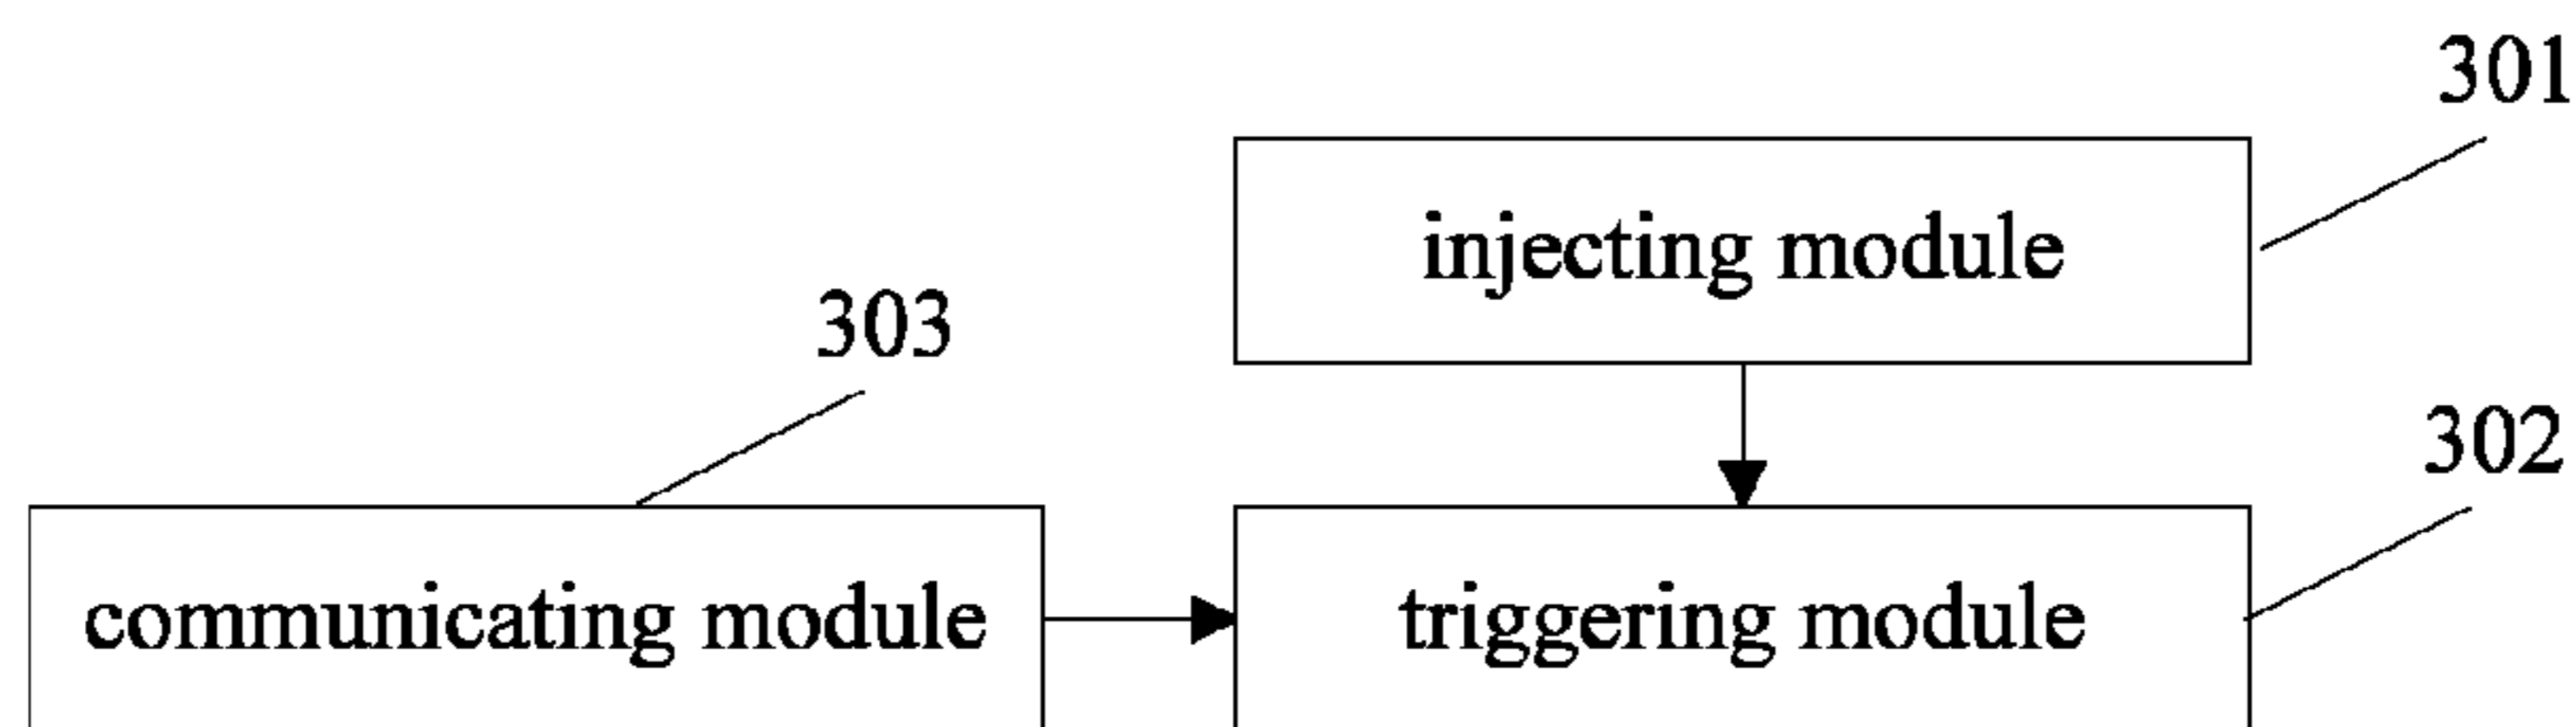 301
injecting module
303
302
communicating module
triggering module